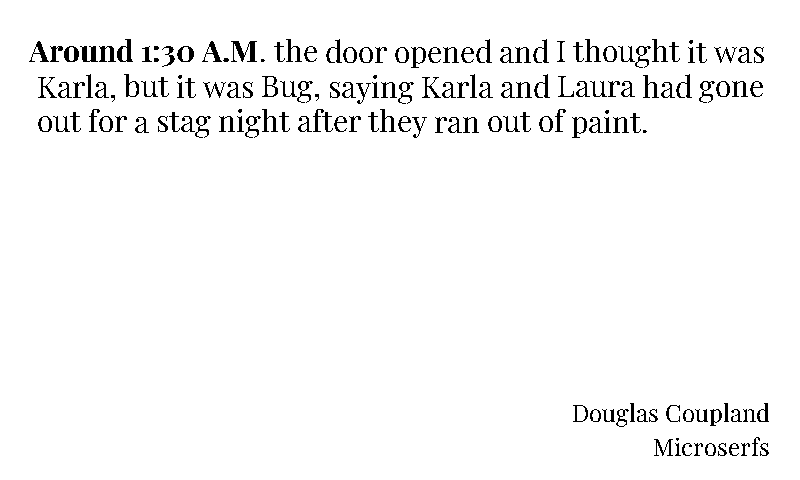 Around 1:30 A.M. the door opened and I thought it was
Karla, but it was Bug, saying Karla and Laura had gone
out for a stag night after they ran out of paint.
Douglas Coupland
Microserfs